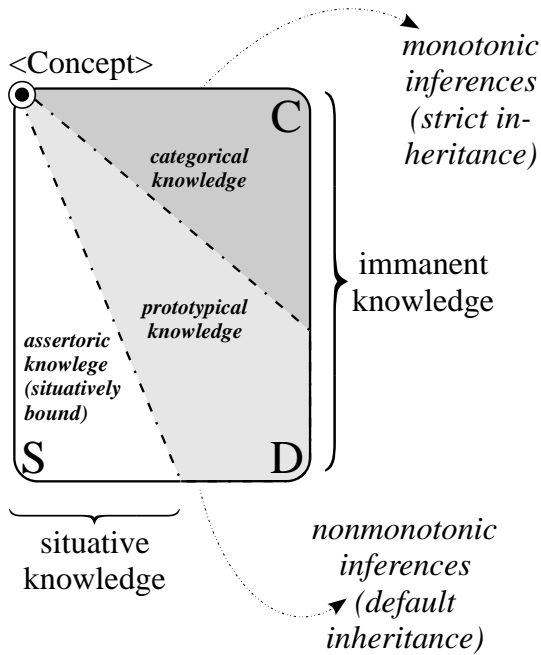 <Concept>
monotonic
inferences
(strict in-
heritance)
C
categorical
knowledge
immanent
knowledge
prototypical
knowledge
assertoric
knowlege
(situatively
bound)
S
D
situative
knowledge
nonmonotonic
inferences
(default
inheritance)